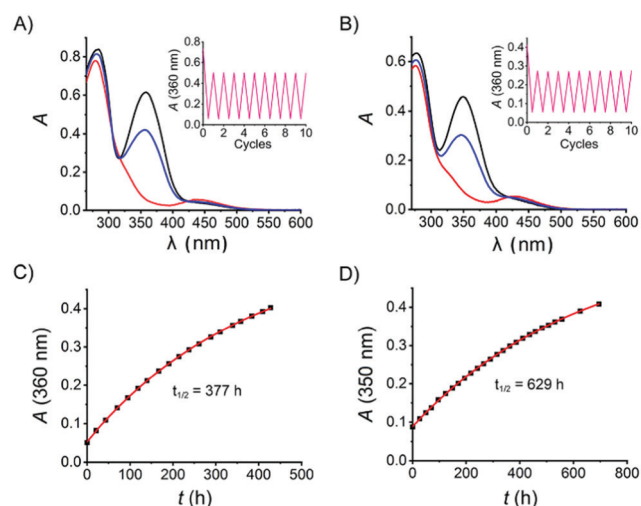 A)
0.8
0.6
0.4
0.2
0.0
A
300 350 400 450 500 550 600
λ (nm)
A (360 nm)
0.8
0.6
0.4
0.2
0.0
0 2 4 6 8 10
Cycles
B)
0.6
0.4
0.2
0.0
A
300 350 400 450 500 550 600
λ (nm)
A (360 nm)
0.4
0.3
0.2
0.1
0.0
0 2 4 6 8 10
Cycles
C)
A (360 nm)
0.4
0.3
0.2
0.1
0.0
t1/2 = 377 h
0 100 200 300 400 500
t (h)
D)
A (350 nm)
0.5
0.4
0.3
0.2
0.1
0.0
t1/2 = 629 h
0 200 400 600 800
t (h)